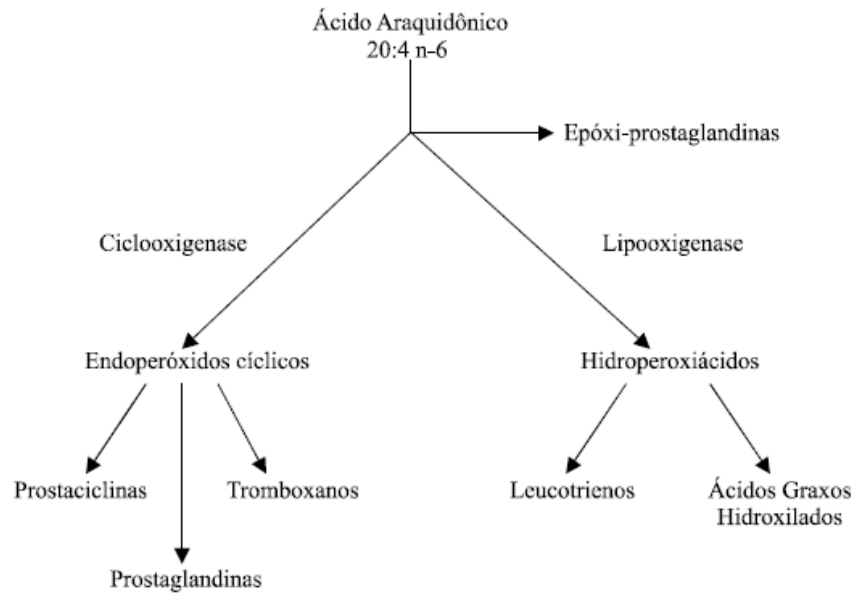 Ácido Araquidônico
20:4 n-6
Epóxi-prostaglandinas
Ciclooxigenase
Lipooxigenase
Endoperóxidos cíclicos
Hidroperoxiácidos
Prostaciclinas
Tromboxanos
Leucotrienos
Ácidos Graxos
Hidroxilados
Prostaglandinas